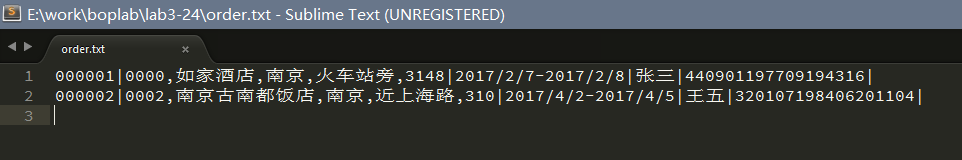 E:\work\boplab\lab3-24\order.txt - Sublime Text (UNREGISTERED)
order.txt ×
1 000001|0000,如家酒店,南京,火车站旁,3148|2017/2/7-2017/2/8|张三|440901197709194316|
2 000002|0002,南京古南都饭店,南京,近上海路,310|2017/4/2-2017/4/5|王五|320107198406201104|
3